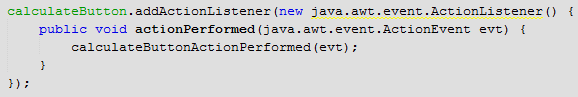 calculateButton.addActionListener(new java.awt.event.ActionListener() {
    public void actionPerformed(java.awt.event.ActionEvent evt) {
        calculateButtonActionPerformed(evt);
    }
});